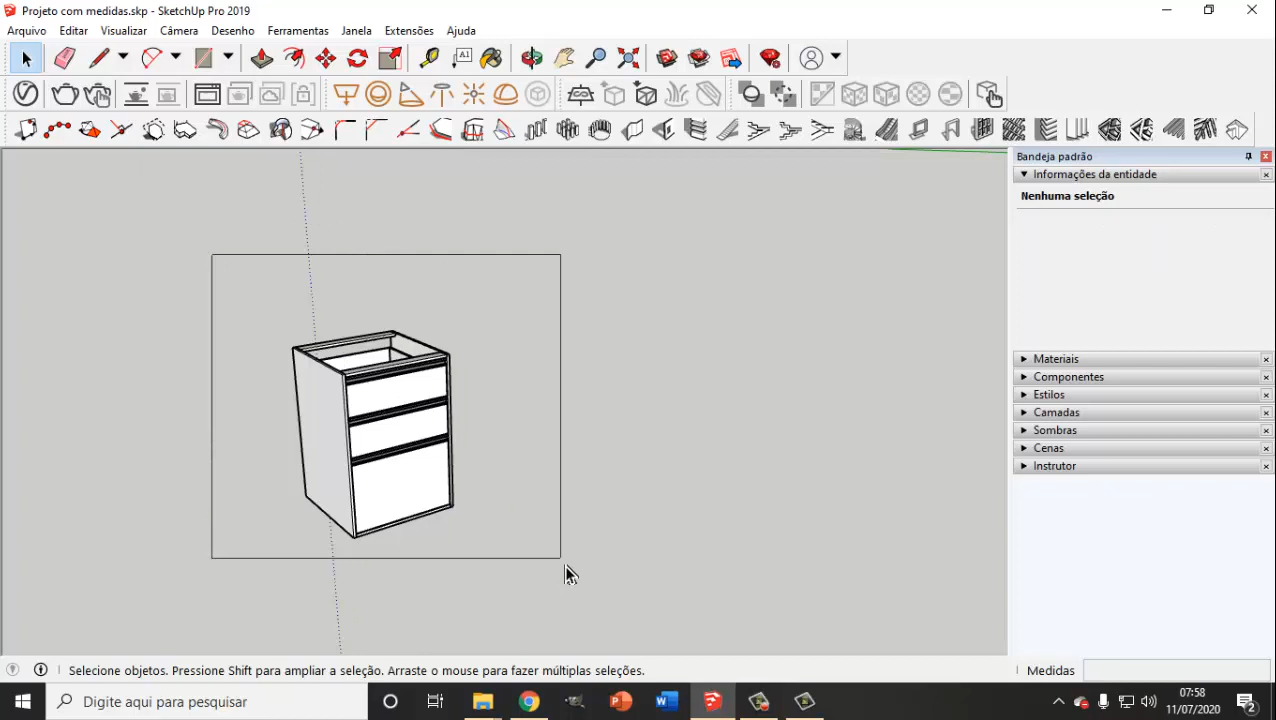 Projeto com medidas.skp - SketchUp Pro 2019
Arquivo Editar Visualizar Câmera Desenho Ferramentas Janela Extensões Ajuda
A1
Bandeja padrão
Informações da entidade
Nenhuma seleção
Materiais
Componentes
Estilos
Camadas
Sombras
Cenas
Instrutor
Selecione objetos. Pressione Shift para ampliar a seleção. Arraste o mouse para fazer múltiplas seleções.
Medidas
Digite aqui para pesquisar
07:58
11/07/2020
2